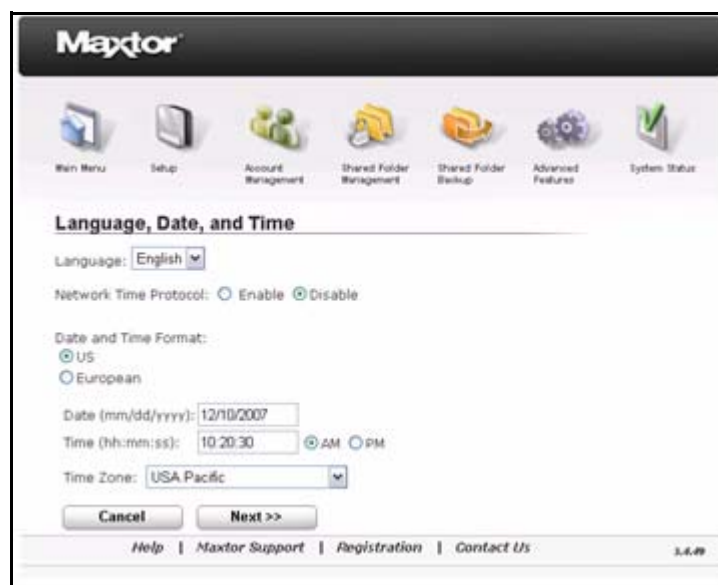 Maxtor
Main Menu
Setup
Account Management
Shared Folder Management
Shared Folder Backup
Advanced Features
System Status
Language, Date, and Time
Language: English
Network Time Protocol: Enable Disable
Date and Time Format:
US
European
Date (mm/dd/yyyy): 12/10/2007
Time (hh:mm:ss): 10:20:30 AM PM
Time Zone: USA Pacific
Cancel Next >>
Help | Maxtor Support | Registration | Contact Us